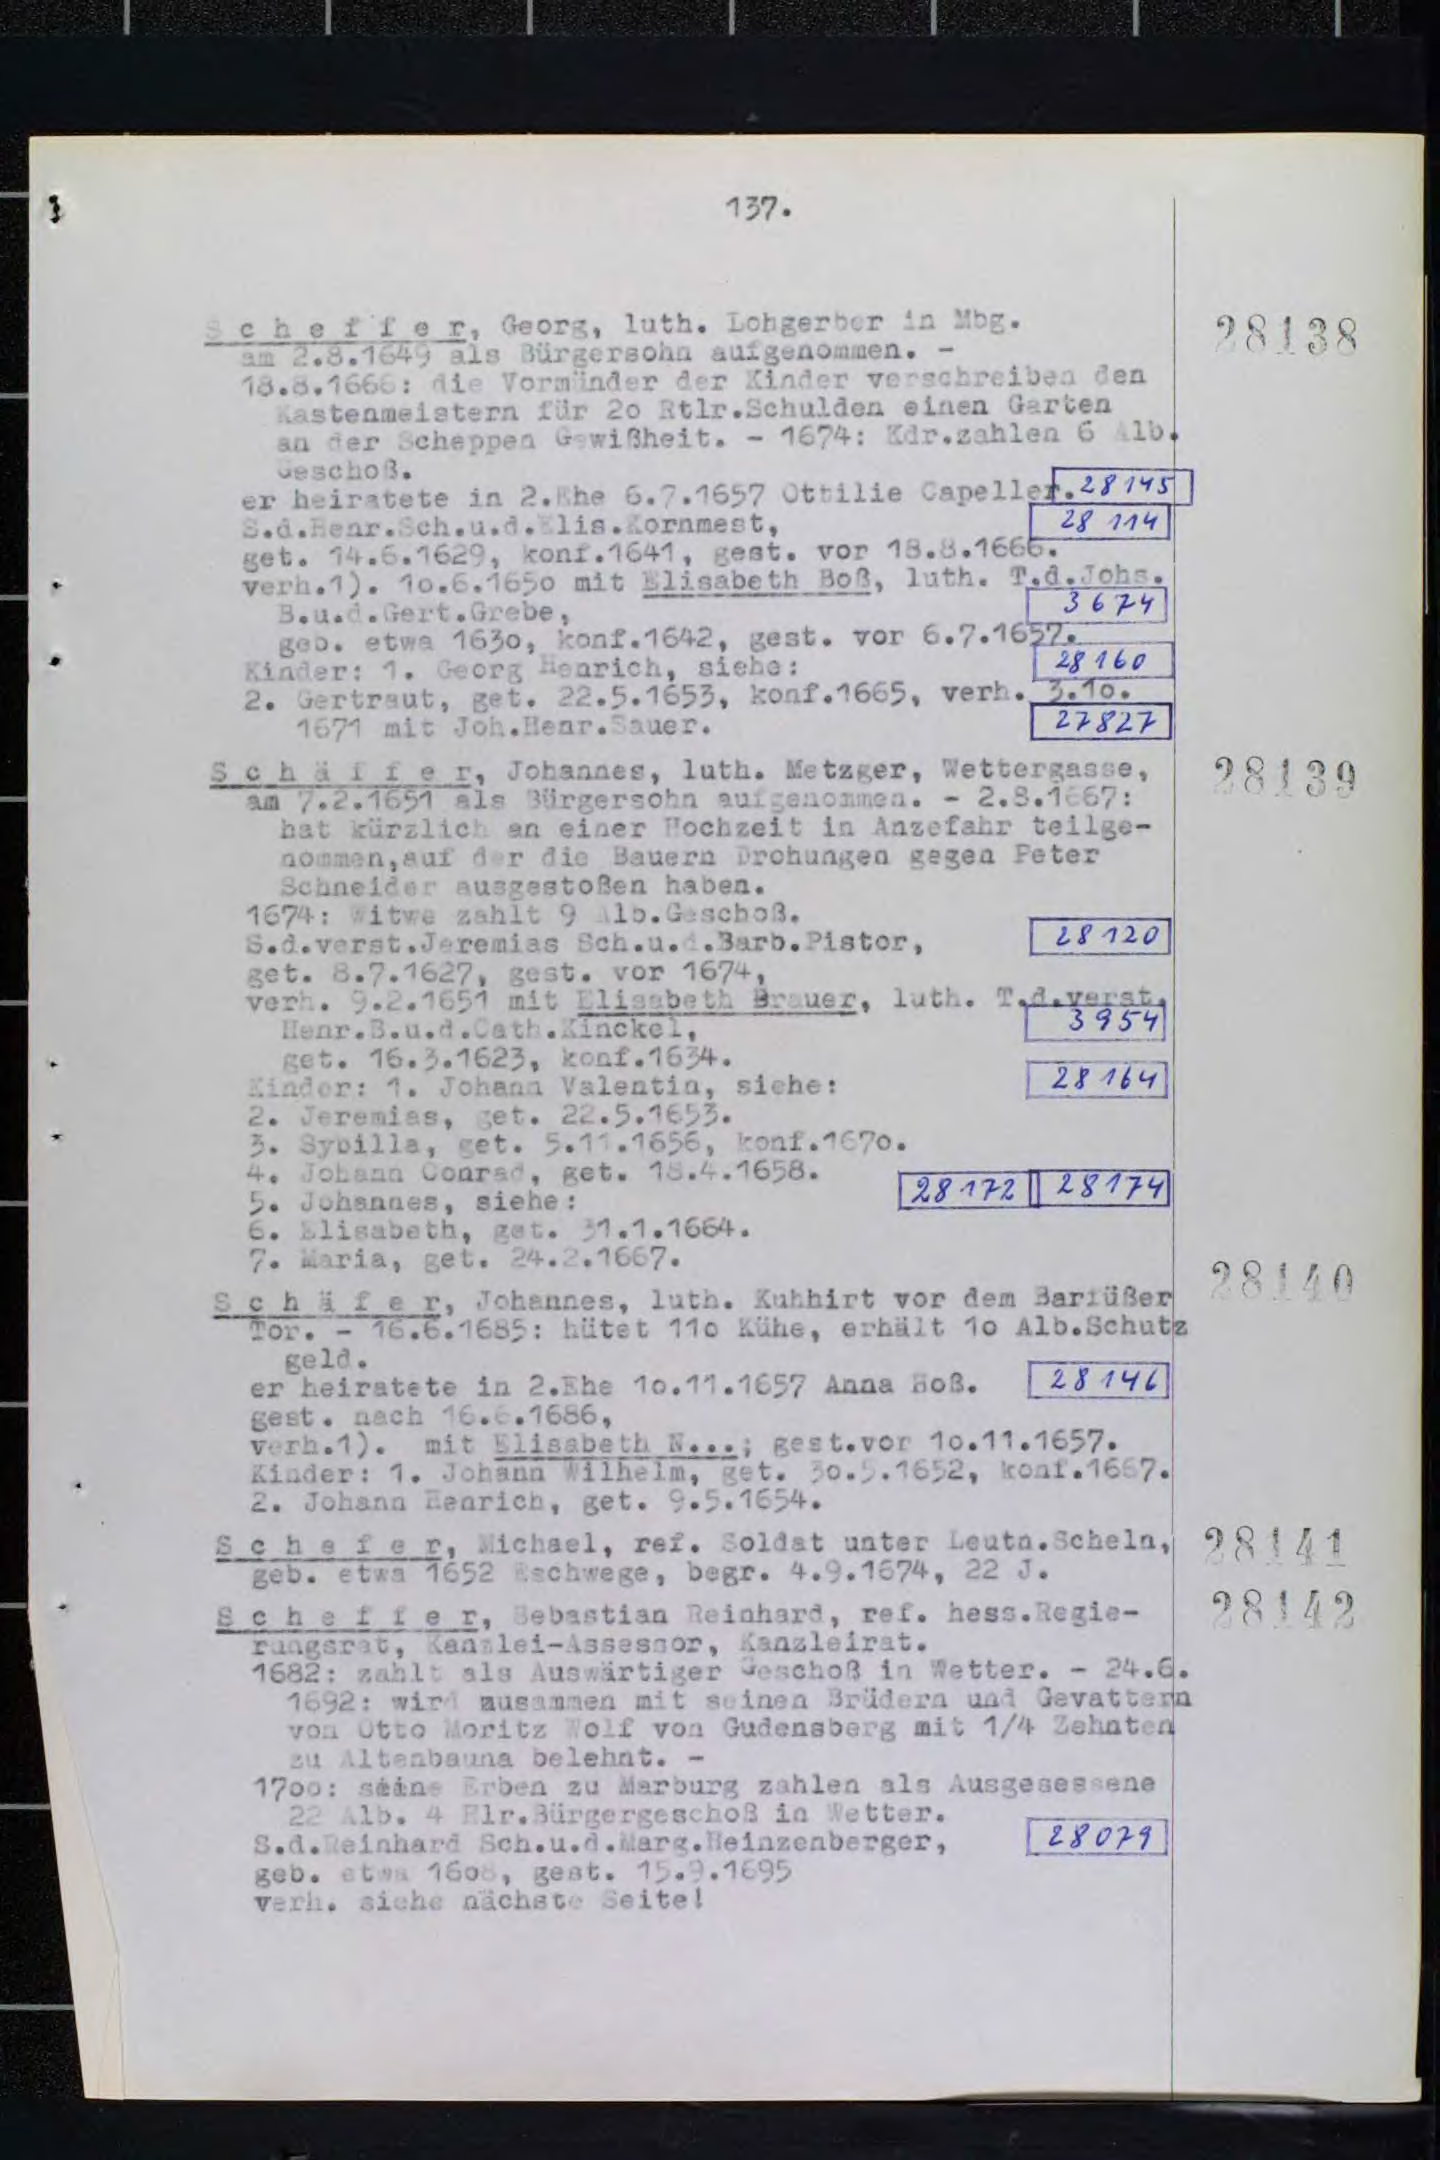 137.
S c h e f f e r, Georg, luth. Lohgerber in Mbg. 28138
am 2.8.1649 als Bürgersohn aufgenommen. -
18.8.1666: die Vormünder der Kinder verschreiben den
Kastenmeistern für 2o Rtlr.Schulden einen Garten
an der Scheppen Gewißheit. - 1674: Kdr.zahlen 6 Alb.
Geschoß.
er heiratete in 2.Ehe 6.7.1657 Ottilie Capeller. 28145
S.d.Henr.Sch.u.d.Elis.Kornmest, 28114
get. 14.6.1629, konf.1641, gest. vor 18.8.1666.
verh.1). 1o.6.165o mit Elisabeth Boß, luth. T.d.Johs.
B.u.d.Gert.Grebe, 3674
geb. etwa 163o, konf.1642, gest. vor 6.7.1657.
Kinder: 1. Georg Henrich, siehe: 28160
2. Gertraut, get. 22.5.1653, konf.1665, verh. 3.1o.
1671 mit Joh.Henr.Sauer. 27827
S c h ä f f e r, Johannes, luth. Metzger, Wettergasse, 28139
am 7.2.1651 als Bürgersohn aufgenommen. - 2.8.1667:
hat kürzlich an einer Hochzeit in Anzefahr teilge-
nommen,auf der die Bauern Drohungen gegen Peter
Schneider ausgestoßen haben.
1674: Witwe zahlt 9 Alb.Geschoß.
S.d.verst.Jeremias Sch.u.d.Barb.Pistor, 28120
get. 8.7.1627, gest. vor 1674,
verh. 9.2.1651 mit Elisabeth Brauer, luth. T.d.verst.
Henr.B.u.d.Cath.Kinckel, 3954
get. 16.3.1623, konf.1634.
Kinder: 1. Johann Valentin, siehe: 28164
2. Jeremias, get. 22.5.1653.
3. Sybilla, get. 5.11.1656, konf.167o.
4. Johann Conrad, get. 18.4.1658.
5. Johannes, siehe: 28172 28174
6. Elisabeth, get. 31.1.1664.
7. Maria, get. 24.2.1667.
S c h ä f e r, Johannes, luth. Kuhhirt vor dem Barfüßer 28140
Tor. - 16.6.1685: hütet 11o Kühe, erhält 1o Alb.Schutz
geld.
er heiratete in 2.Ehe 1o.11.1657 Anna Hoß. 28146
gest. nach 16.6.1686,
verh.1). mit Elisabeth N...; gest.vor 1o.11.1657.
Kinder: 1. Johann Wilhelm, get. 3o.5.1652, konf.1667.
2. Johann Henrich, get. 9.5.1654.
S c h e f e r, Michael, ref. Soldat unter Leutn.Scheln, 28141
geb. etwa 1652 Eschwege, begr. 4.9.1674, 22 J.
S c h e f f e r, Sebastian Reinhard, ref. hess.Regie- 28142
rungsrat, Kanzlei-Assessor, Kanzleirat.
1682: zahlt als Auswärtiger Geschoß in Wetter. - 24.6.
1692: wird zusammen mit seinen Brüdern und Gevattern
von Otto Moritz Wolf von Gudensberg mit 1/4 Zehnten
zu Altenbauna belehnt. -
17oo: seine Erben zu Marburg zahlen als Ausgesessene
22 Alb. 4 Hlr.Bürgergeschoß in Wetter.
S.d.Reinhard Sch.u.d.Marg.Heinzenberger, 28079
geb. etwa gest. 15.9.1695
verh. siehe nächste Seite!